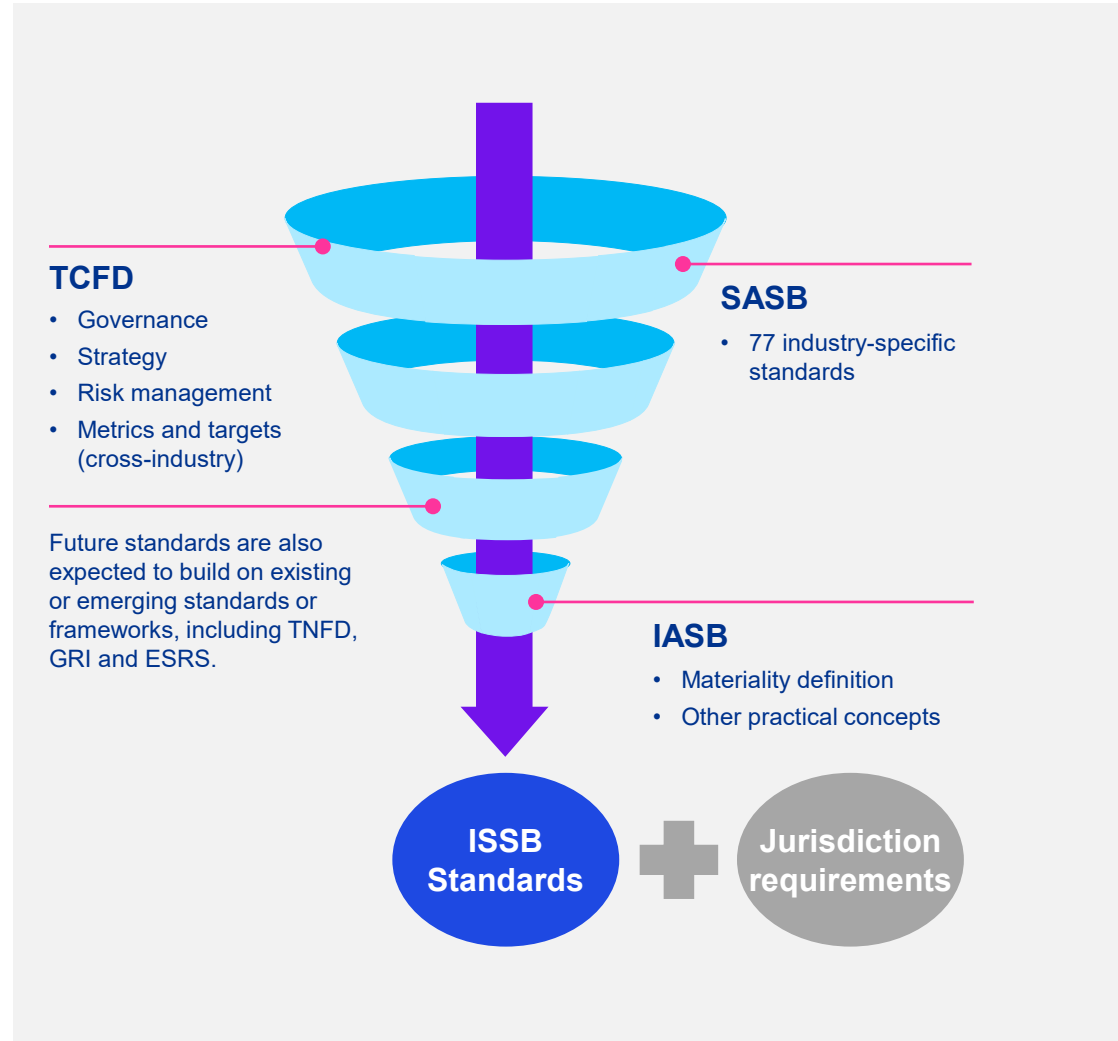 TCFD
• Governance
• Strategy
• Risk management
• Metrics and targets
(cross-industry)
SASB
• 77 industry-specific
standards
Future standards are also
expected to build on existing
or emerging standards or
frameworks, including TNFD,
GRI and ESRS.
IASB
• Materiality definition
• Other practical concepts
ISSB
Standards
Jurisdiction
requirements